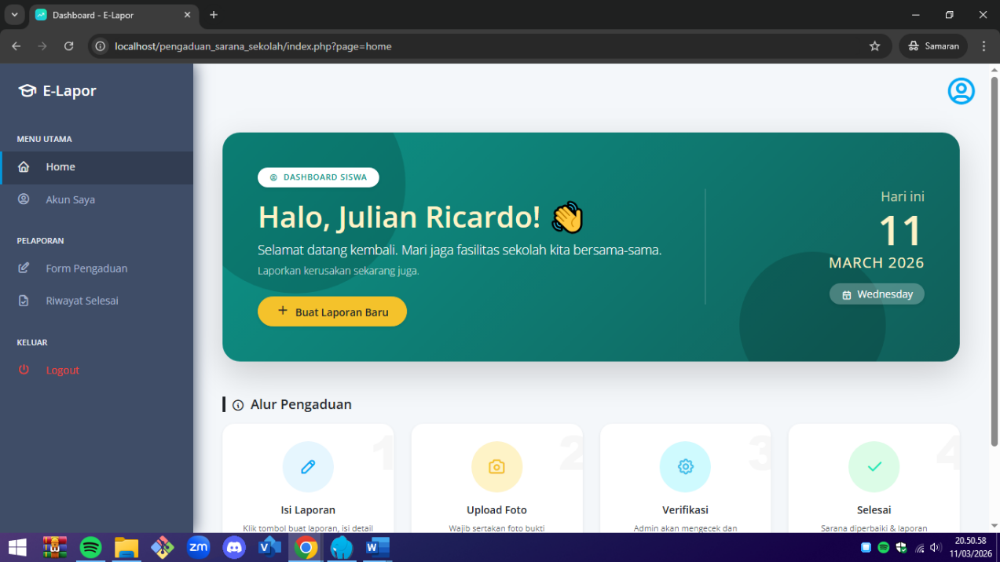 Dashboard - E-Lapor
localhost/pengaduan_sarana_sekolah/index.php?page=home
Samaran
E-Lapor
MENU UTAMA
Home
Akun Saya
PELAPORAN
Form Pengaduan
Riwayat Selesai
KELUAR
Logout
DASHBOARD SISWA
Halo, Julian Ricardo! 👋
Selamat datang kembali. Mari jaga fasilitas sekolah kita bersama-sama.
Laporkan kerusakan sekarang juga.
+ Buat Laporan Baru
Hari ini
11
MARCH 2026
Wednesday
Alur Pengaduan
1
Isi Laporan
Klik tombol buat laporan, isi detail
2
Upload Foto
Wajib sertakan foto bukti
3
Verifikasi
Admin akan mengecek dan
4
Selesai
Sarana diperbaiki & laporan
zm
V
W
20.50.58
11/03/2026